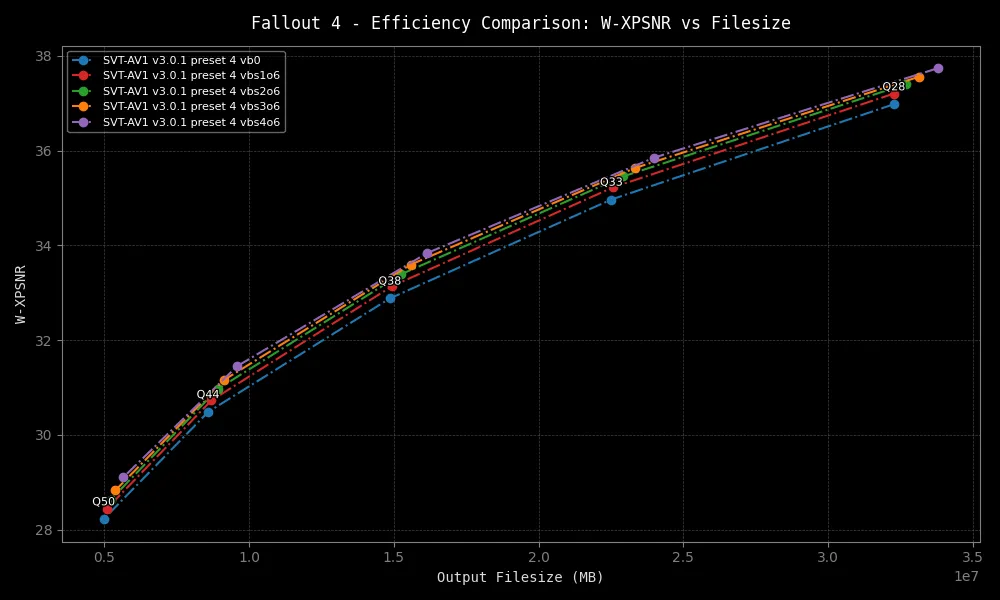 Fallout 4 - Efficiency Comparison: W-XPSNR vs Filesize
SVT-AV1 v3.0.1 preset 4 vb0
SVT-AV1 v3.0.1 preset 4 vbs1o6
SVT-AV1 v3.0.1 preset 4 vbs2o6
SVT-AV1 v3.0.1 preset 4 vbs3o6
SVT-AV1 v3.0.1 preset 4 vbs4o6
38
36
34
32
30
28
W-XPSNR
Q28
Q33
Q38
Q44
Q50
0.5 1.0 1.5 2.0 2.5 3.0 3.5
1e7
Output Filesize (MB)